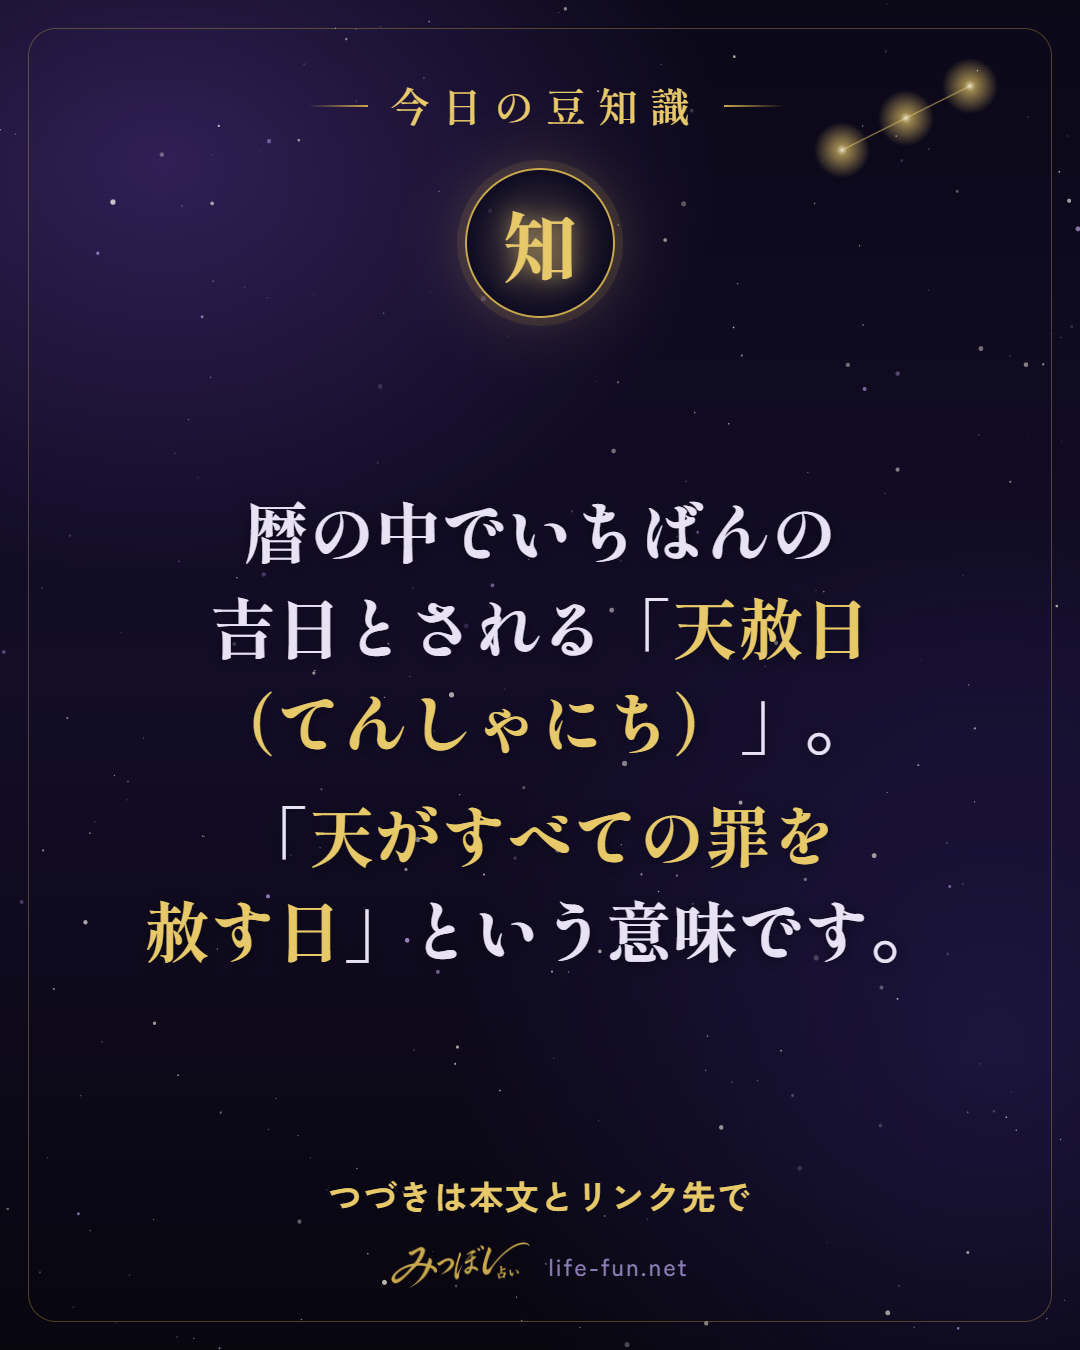 今日の豆知識
知
暦の中でいちばんの
吉日とされる「天赦日
(てんしゃにち)」。
「天がすべての罪を
赦す日」という意味です。
つづきは本文とリンク先で
みつぼし占い life-fun.net